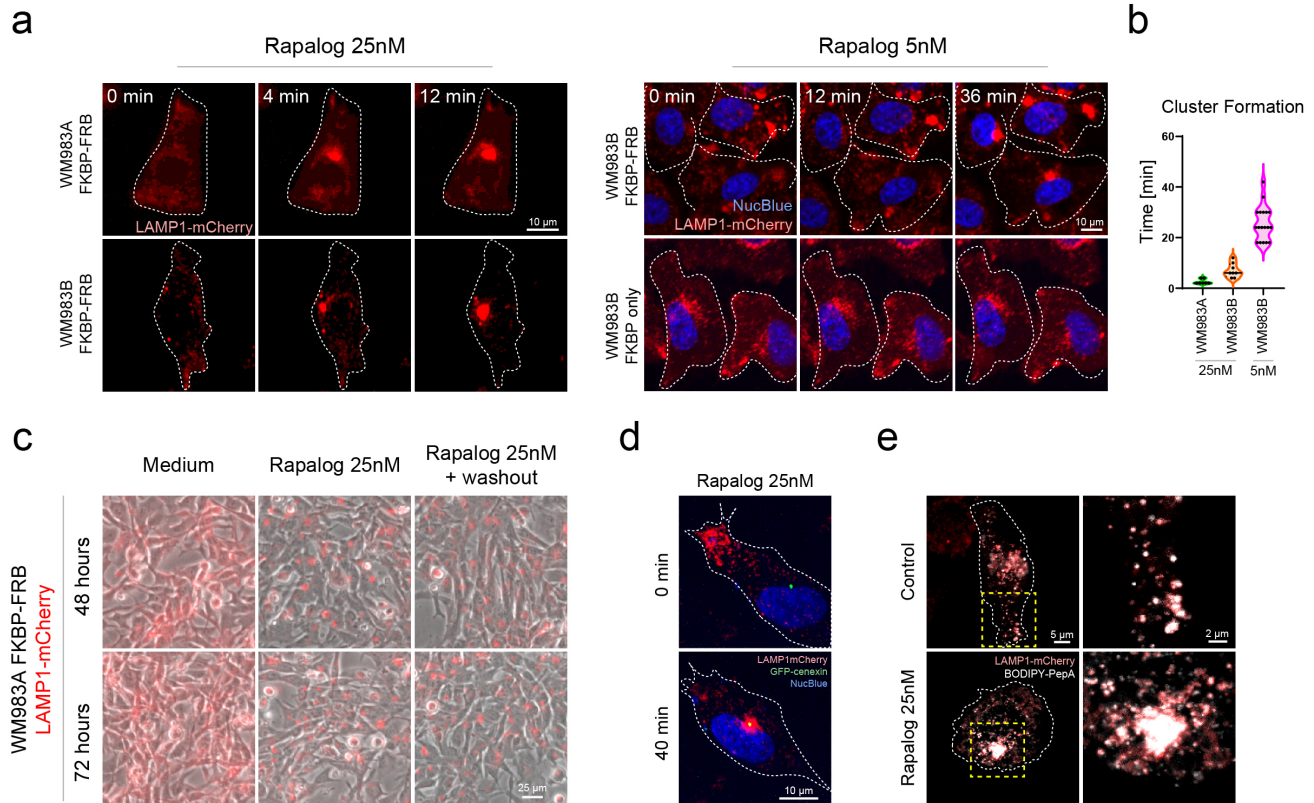 a
Rapalog 25nM
Rapalog 5nM
0 min
4 min
12 min
0 min
12 min
36 min
WM983A
FKBP-FRB
LAMP1-mCherry
10 µm
WM983B
FKBP-FRB
NucBlue
LAMP1-mCherry
10 µm
WM983B
FKBP-FRB
WM983B
FKBP only
b
Cluster Formation
Time [min]
60
40
20
0
WM983A
WM983B
WM983B
25nM
5nM
c
Medium
Rapalog 25nM
Rapalog 25nM
+ washout
WM983A FKBP-FRB
LAMP1-mCherry
48 hours
72 hours
25 µm
d
Rapalog 25nM
0 min
40 min
LAMP1mCherry
GFP-cenexin
NucBlue
10 µm
e
Control
5 µm
2 µm
Rapalog 25nM
LAMP1-mCherry
BODIPY-PepA